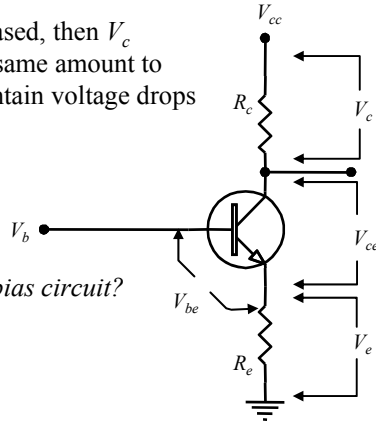 V_cc
ased, then V_c
same amount to
ntain voltage drops
R_c
V_c
V_b
V_ce
bias circuit?
V_be
V_e
R_e